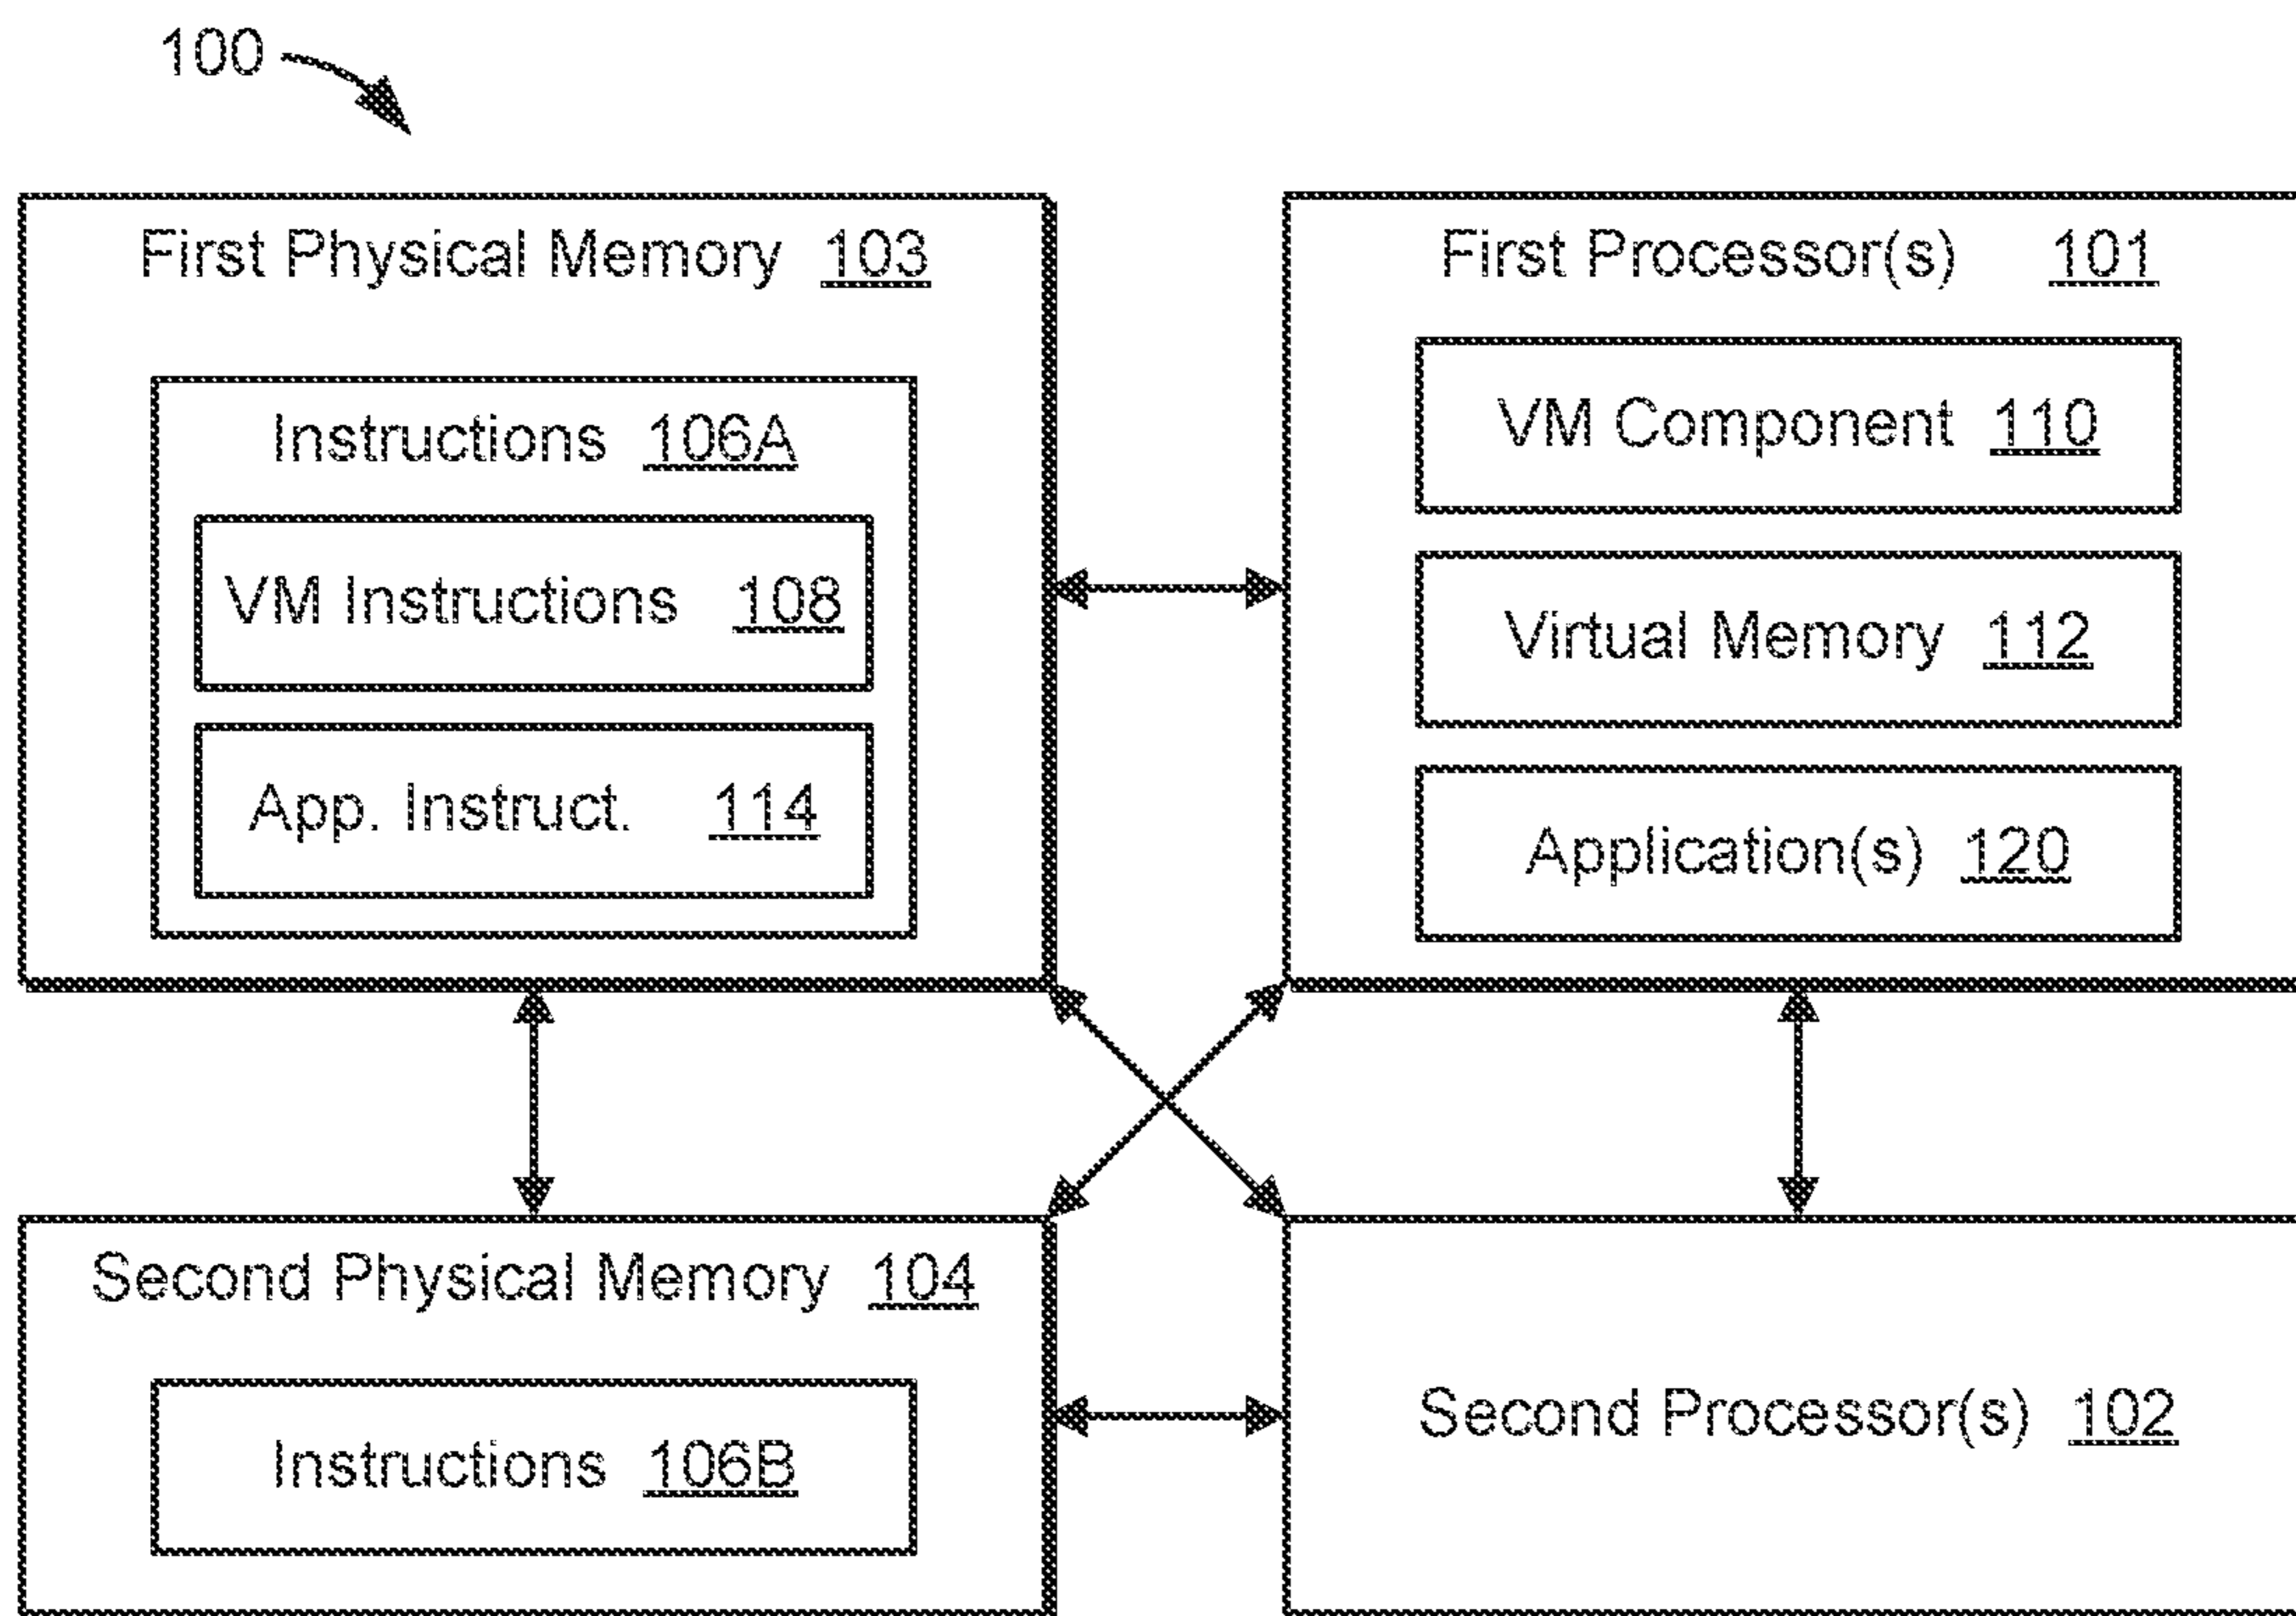 100
First Physical Memory 103
Instructions 106A
VM Instructions 108
App. Instruct. 114
First Processor(s) 101
VM Component 110
Virtual Memory 112
Application(s) 120
Second Physical Memory 104
Instructions 106B
Second Processor(s) 102